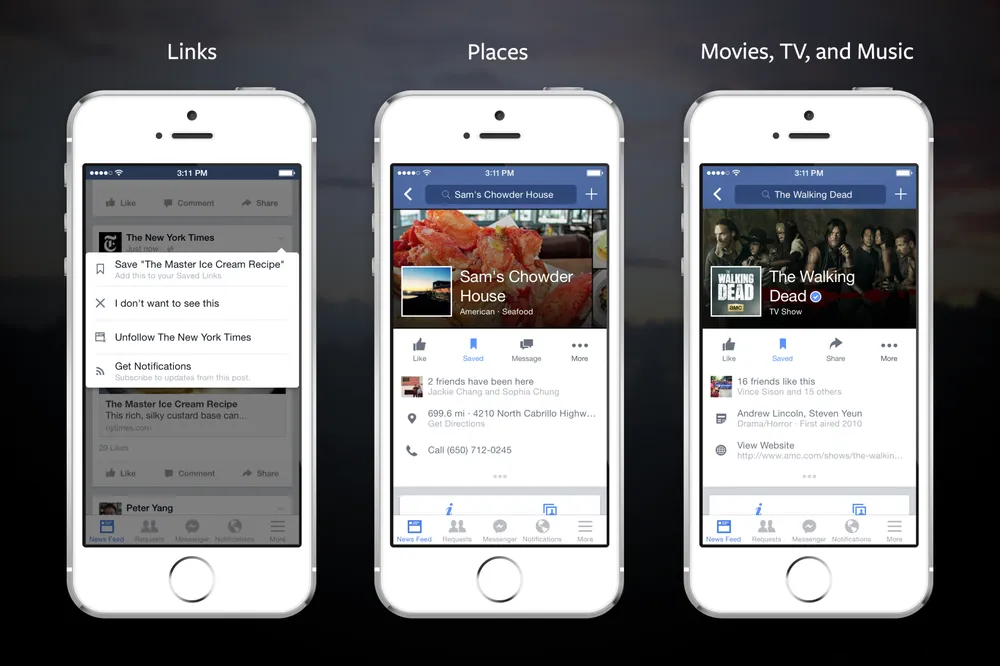 Links
Places
Movies, TV, and Music
3:11 PM
Like
Comment
Share
The New York Times
Just now
Save "The Master Ice Cream Recipe"
Add this to your Saved Links
I don't want to see this
Unfollow The New York Times
Get Notifications
Subscribe to updates from this post.
The Master Ice Cream Recipe
This rich, silky custard base can...
nytimes.com
29 Likes
Like
Comment
Share
Peter Yang
News Feed
Requests
Messenger
Notifications
More
3:11 PM
Sam's Chowder House
Sam's Chowder
House
American · Seafood
Like
Saved
Message
More
2 friends have been here
Jackie Chang and Sophia Chung
699.6 mi · 4210 North Cabrillo Highw...
Get Directions
Call (650) 712-0245
News Feed
Requests
Messenger
Notifications
More
3:11 PM
The Walking Dead
THE
WALKING
DEAD
amc
The Walking
Dead
TV Show
Like
Saved
Share
More
16 friends like this
Vince Sison and 15 others
Andrew Lincoln, Steven Yeun
Drama/Horror · First aired 2010
View Website
http://www.amc.com/shows/the-walkin...
News Feed
Requests
Messenger
Notifications
More